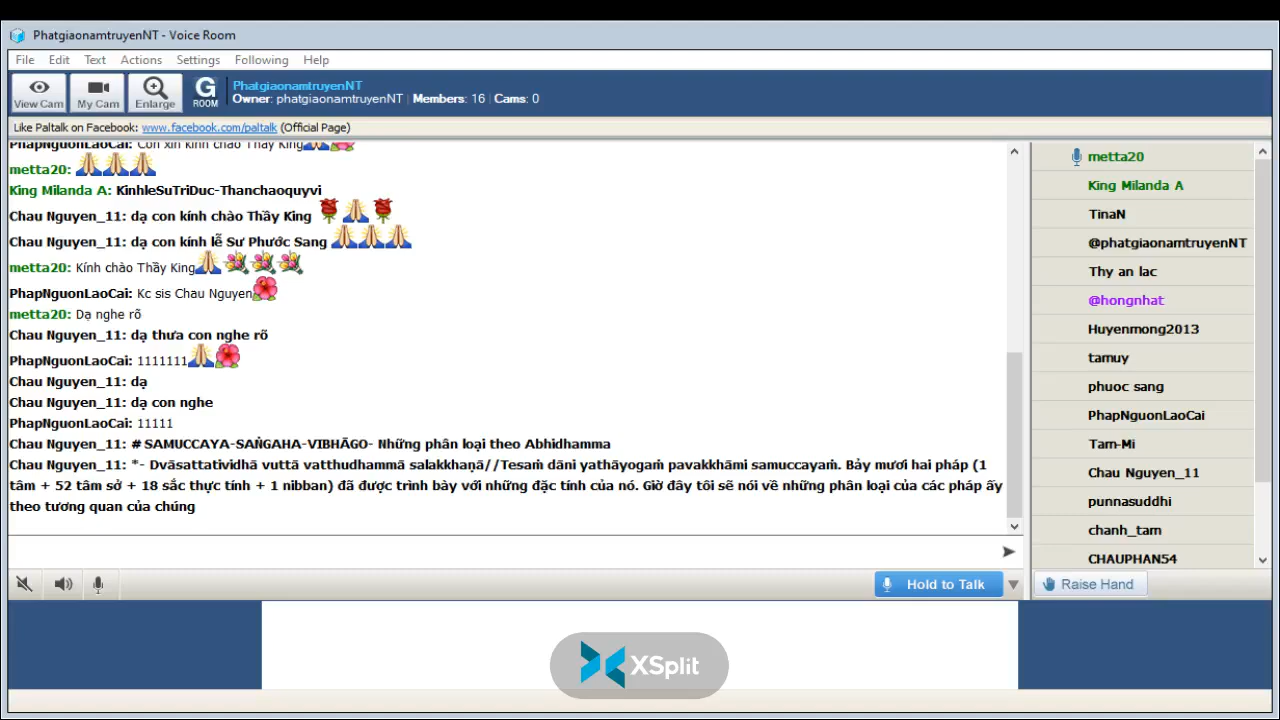 PhatgiaonamtruyenNT - Voice Room
File Edit Text Actions Settings Following Help
View Cam My Cam Enlarge G ROOM
PhatgiaonamtruyenNT
Owner: phatgiaonamtruyenNT | Members: 16 | Cams: 0
Like Paltalk on Facebook: www.facebook.com/paltalk (Official Page)
PhapNguonLaoCai: Con xin kính chào Thầy King
metta20:
King Milanda A: KinhleSuTriDuc-Thanchaoquyvi
Chau Nguyen_11: dạ con kính chào Thầy King
Chau Nguyen_11: dạ con kính lễ Sư Phước Sang
metta20: Kính chào Thầy King
PhapNguonLaoCai: Kc sis Chau Nguyen
metta20: Dạ nghe rõ
Chau Nguyen_11: dạ thưa con nghe rõ
PhapNguonLaoCai: 1111111
Chau Nguyen_11: dạ
Chau Nguyen_11: dạ con nghe
PhapNguonLaoCai: 11111
Chau Nguyen_11: # SAMUCCAYA-SAṄGAHA-VIBHĀGO- Những phân loại theo Abhidhamma
Chau Nguyen_11: *- Dvāsattatividhā vuttā vatthudhammā salakkhaṇā//Tesaṁ dāni yathāyogaṁ pavakkhāmi samuccayaṁ. Bảy mươi hai pháp (1
tâm + 52 tâm sở + 18 sắc thực tính + 1 nibban) đã được trình bày với những đặc tính của nó. Giờ đây tôi sẽ nói về những phân loại của các pháp ấy
theo tương quan của chúng
metta20
King Milanda A
TinaN
@phatgiaonamtruyenNT
Thy an lac
@hongnhat
Huyenmong2013
tamuy
phuoc sang
PhapNguonLaoCai
Tam-Mi
Chau Nguyen_11
punnasuddhi
chanh_tam
CHAUPHAN54
Hold to Talk
Raise Hand
XSplit